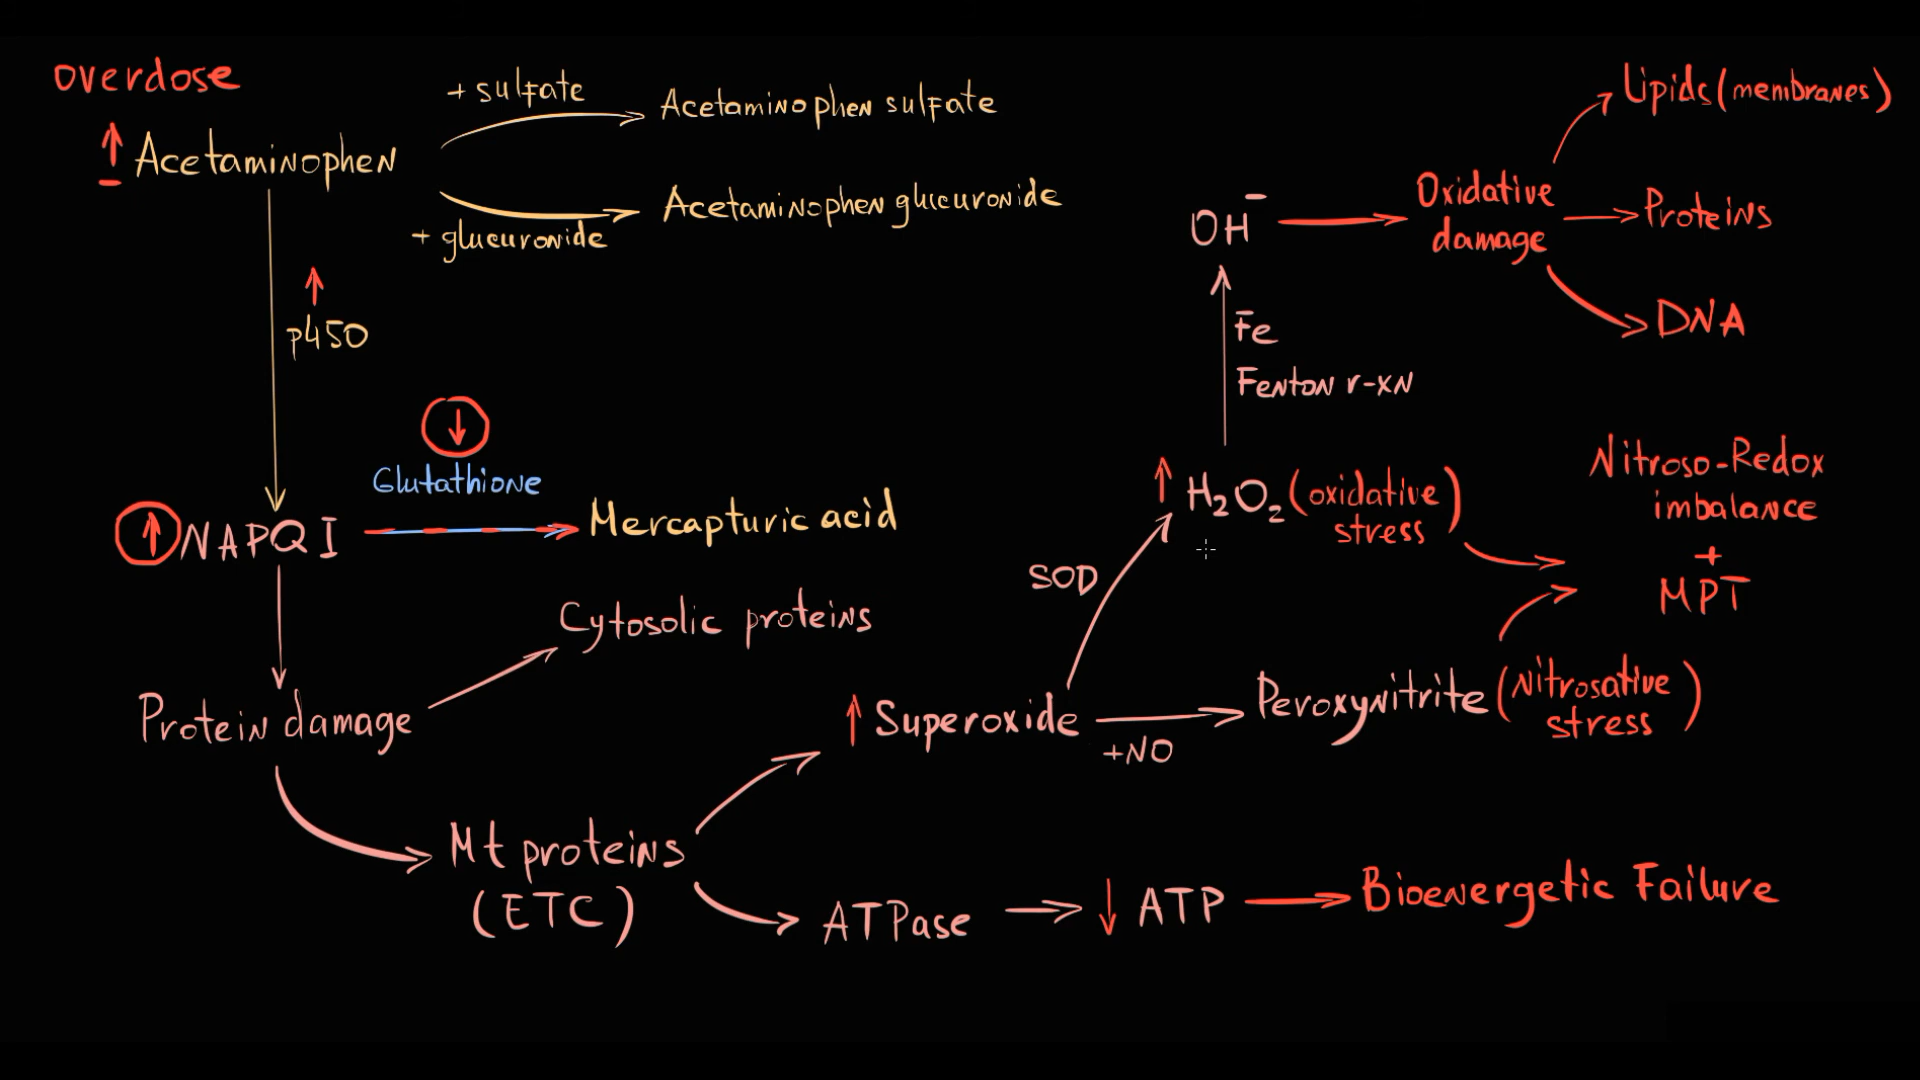 overdose
↑ Acetaminophen
+ sulfate
Acetaminophen sulfate
+ glucuronide
Acetaminophen glucuronide
↑
p450
↓
Glutathione
↑ NAPQI
Mercapturic acid
Protein damage
Cytosolic proteins
Mt proteins
(ETC)
↑ Superoxide
SOD
+NO
Peroxynitrite (Nitrosative
stress)
↑ H₂O₂ (oxidative
stress)
Fe
Fenton r-xn
OH⁻
Oxidative
damage
Lipids (membranes)
Proteins
DNA
Nitroso-Redox
imbalance
+
MPT
ATPase
↓ ATP
Bioenergetic Failure